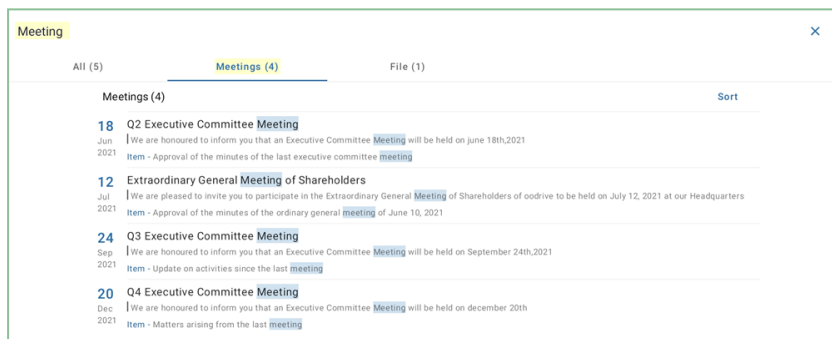 Meeting
All (5) Meetings (4) File (1)
Meetings (4) Sort
18 Q2 Executive Committee Meeting
Jun We are honoured to inform you that an Executive Committee Meeting will be held on june 18th,2021
2021 Item - Approval of the minutes of the last executive committee meeting
12 Extraordinary General Meeting of Shareholders
Jul We are pleased to invite you to participate in the Extraordinary General Meeting of Shareholders of oodrive to be held on July 12, 2021 at our Headquarters
2021 Item - Approval of the minutes of the ordinary general meeting of June 10, 2021
24 Q3 Executive Committee Meeting
Sep We are honoured to inform you that an Executive Committee Meeting will be held on September 24th,2021
2021 Item - Update on activities since the last meeting
20 Q4 Executive Committee Meeting
Dec We are honoured to inform you that an Executive Committee Meeting will be held on december 20th
2021 Item - Matters arising from the last meeting